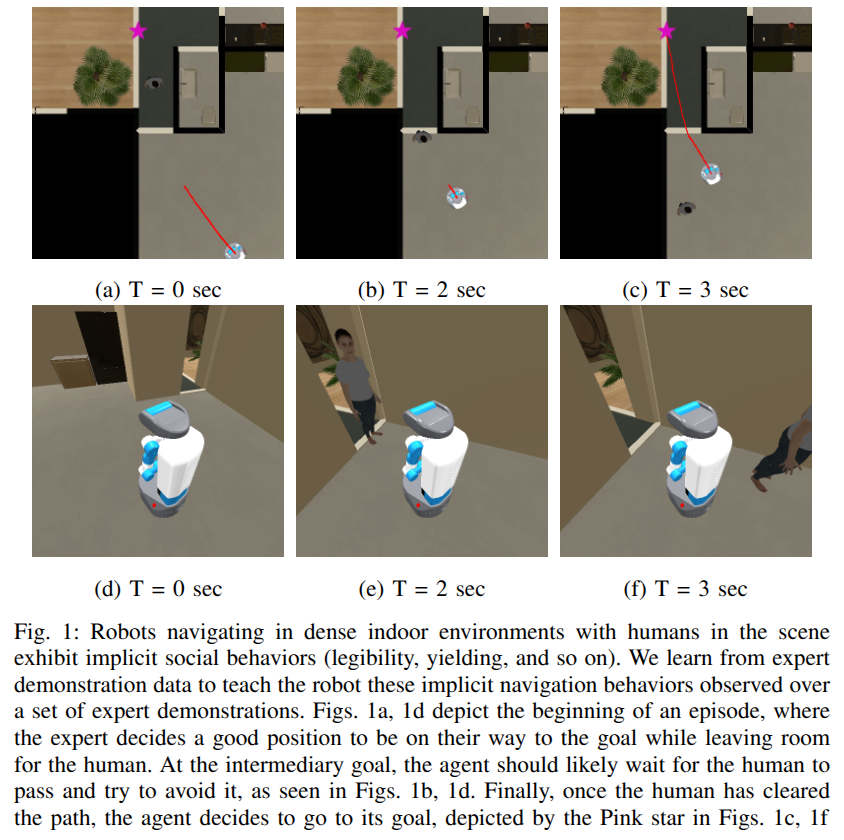 (a) T = 0 sec (b) T = 2 sec (c) T = 3 sec
(d) T = 0 sec (e) T = 2 sec (f) T = 3 sec
Fig. 1: Robots navigating in dense indoor environments with humans in the scene
exhibit implicit social behaviors (legibility, yielding, and so on). We learn from expert
demonstration data to teach the robot these implicit navigation behaviors observed over
a set of expert demonstrations. Figs. 1a, 1d depict the beginning of an episode, where
the expert decides a good position to be on their way to the goal while leaving room
for the human. At the intermediary goal, the agent should likely wait for the human to
pass and try to avoid it, as seen in Figs. 1b, 1d. Finally, once the human has cleared
the path, the agent decides to go to its goal, depicted by the Pink star in Figs. 1c, 1f